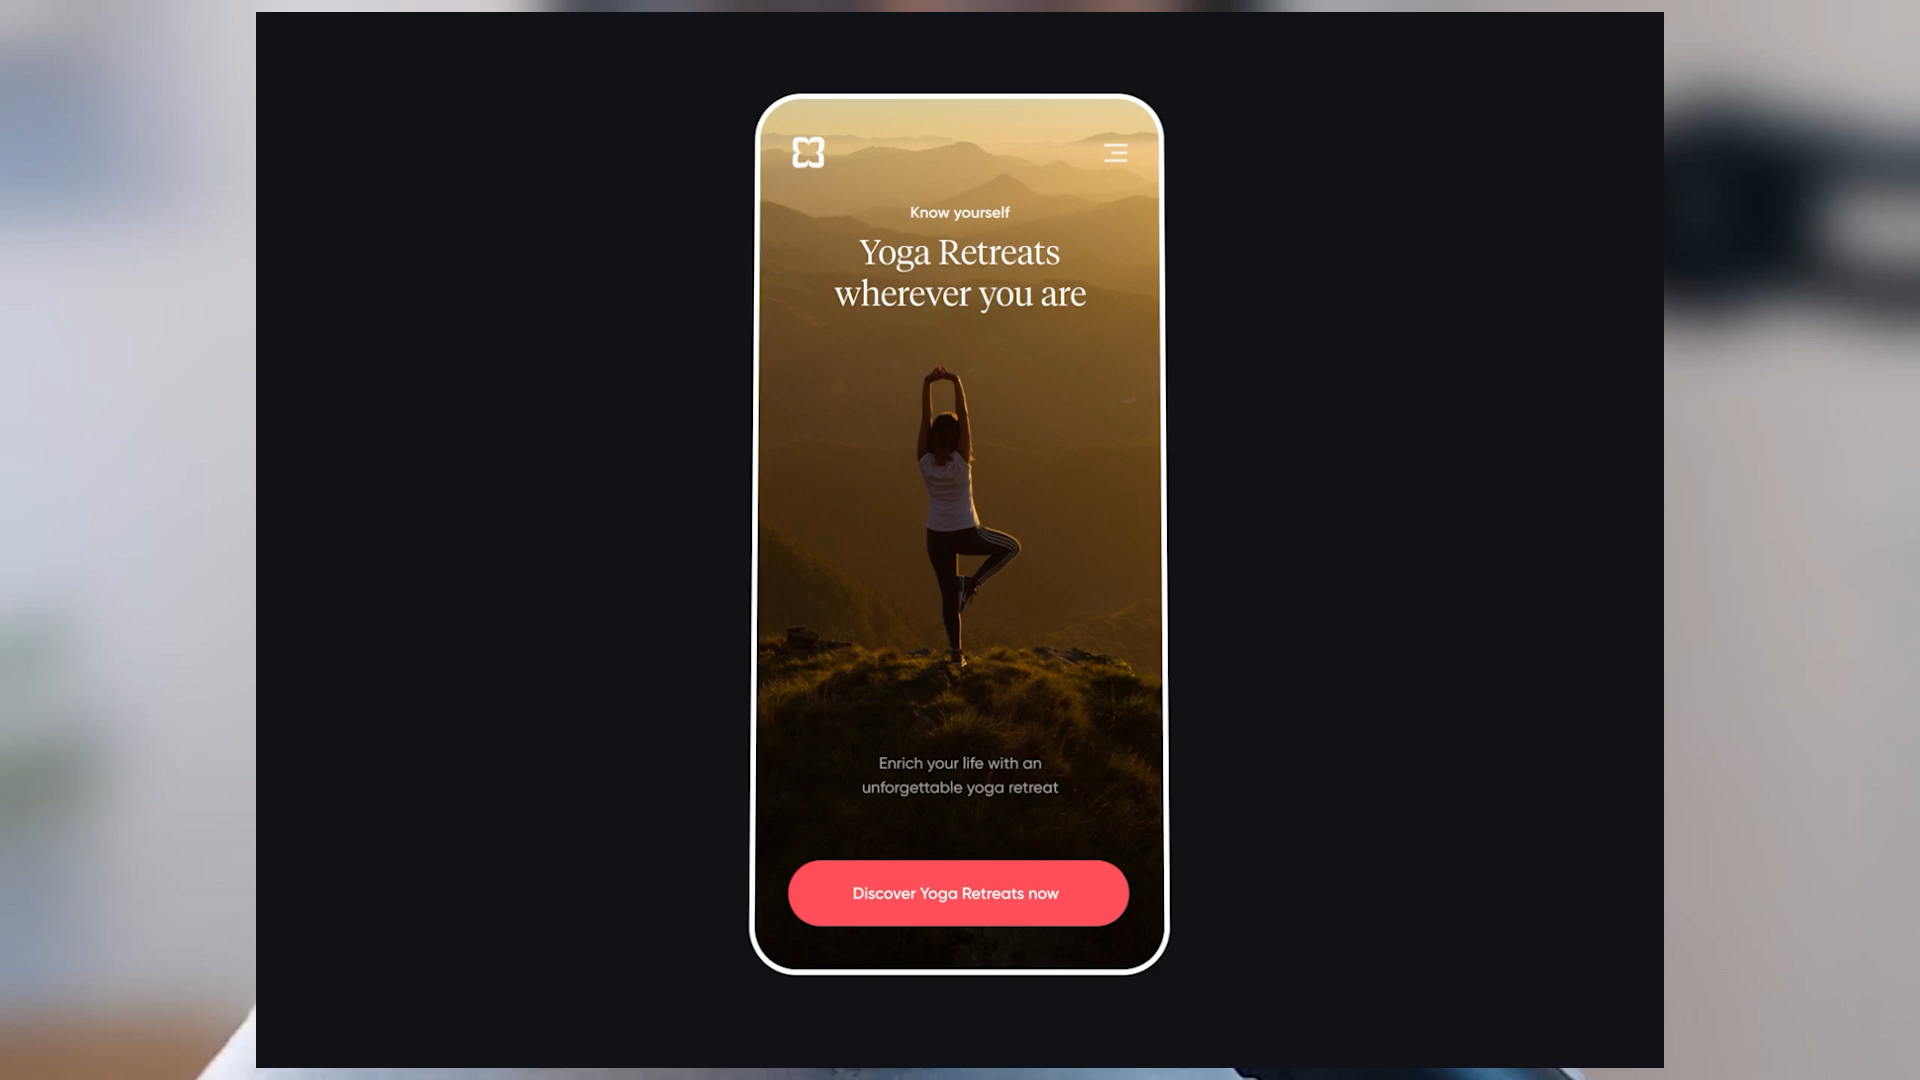 Know yourself
Yoga Retreats
wherever you are
Enrich your life with an
unforgettable yoga retreat
Discover Yoga Retreats now